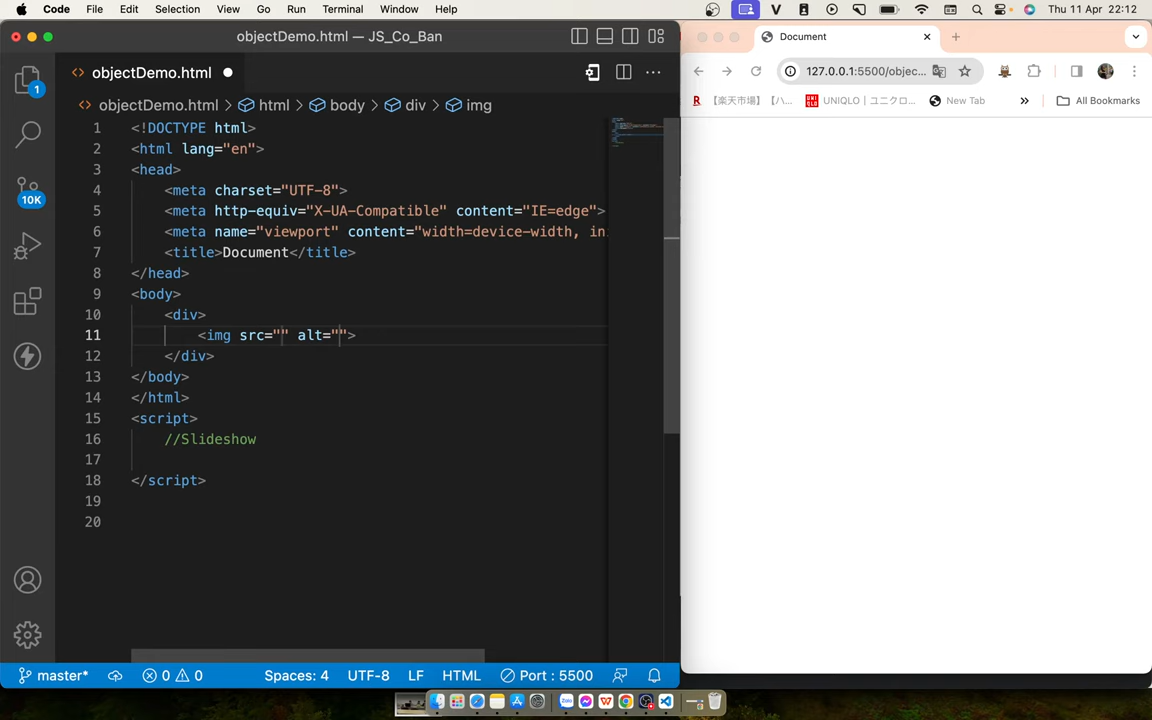 Code File Edit Selection View Go Run Terminal Window Help Thu 11 Apr 22:12
objectDemo.html — JS_Co_Ban
Document
objectDemo.html
127.0.0.1:5500/objec...
【楽天市場】【ハ... UNIQLO｜ユニクロ... New Tab » All Bookmarks
objectDemo.html > html > body > div > img
1
10K
1 <!DOCTYPE html>
2 <html lang="en">
3 <head>
4 <meta charset="UTF-8">
5 <meta http-equiv="X-UA-Compatible" content="IE=edge">
6 <meta name="viewport" content="width=device-width, in
7 <title>Document</title>
8 </head>
9 <body>
10 <div>
11 <img src="" alt="">
12 </div>
13 </body>
14 </html>
15 <script>
16 //Slideshow
17
18 </script>
19
20
master* 0 0 Spaces: 4 UTF-8 LF HTML Port : 5500